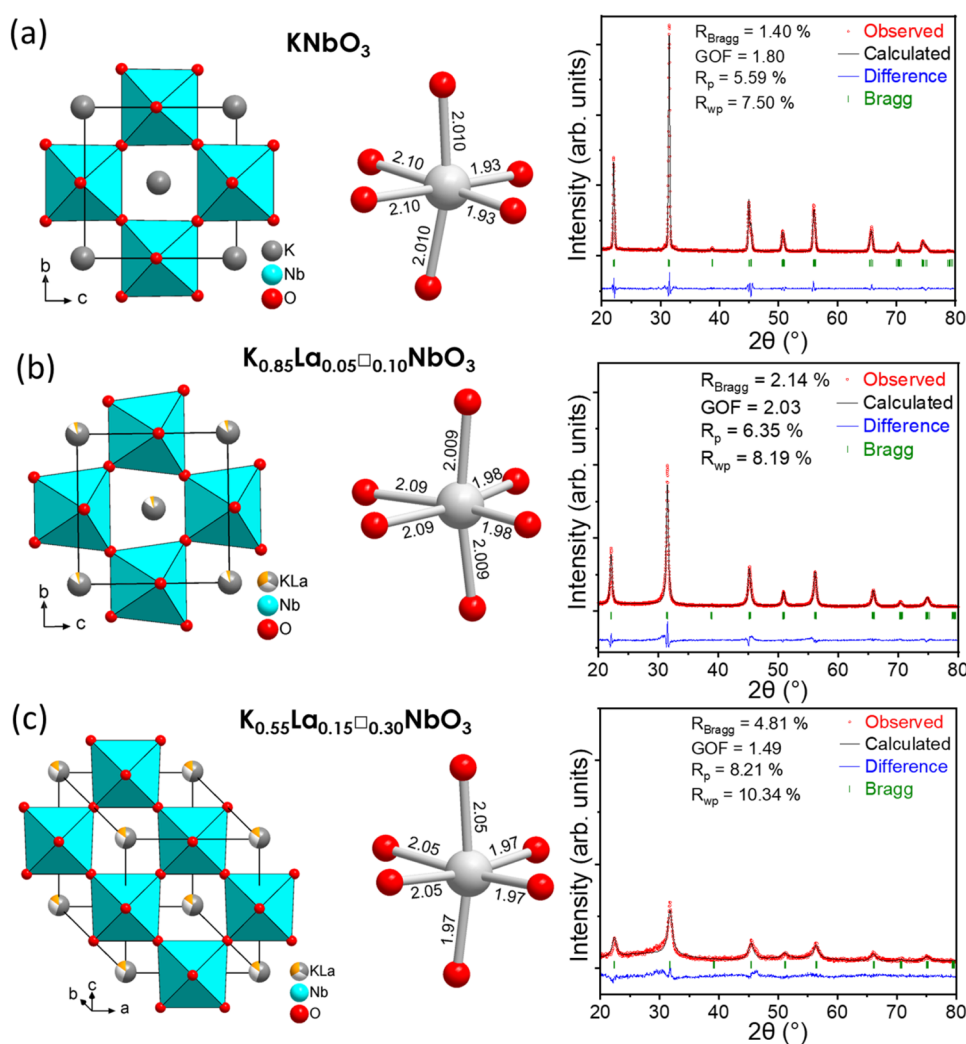 (a)
KNbO3
b
c
K
Nb
O
2.010
2.10
1.93
2.10
1.93
2.010
RBragg = 1.40 %
GOF = 1.80
Rp = 5.59 %
Rwp = 7.50 %
Observed
Calculated
Difference
Bragg
Intensity (arb. units)
20 30 40 50 60 70 80
2θ (°)
(b)
K0.85La0.05□0.10NbO3
b
c
KLa
Nb
O
2.009
2.09
1.98
2.09
1.98
2.009
RBragg = 2.14 %
GOF = 2.03
Rp = 6.35 %
Rwp = 8.19 %
Observed
Calculated
Difference
Bragg
Intensity (arb. units)
20 30 40 50 60 70 80
2θ (°)
(c)
K0.55La0.15□0.30NbO3
c
b
a
KLa
Nb
O
2.05
2.05
1.97
2.05
1.97
1.97
RBragg = 4.81 %
GOF = 1.49
Rp = 8.21 %
Rwp = 10.34 %
Observed
Calculated
Difference
Bragg
Intensity (arb. units)
20 30 40 50 60 70 80
2θ (°)